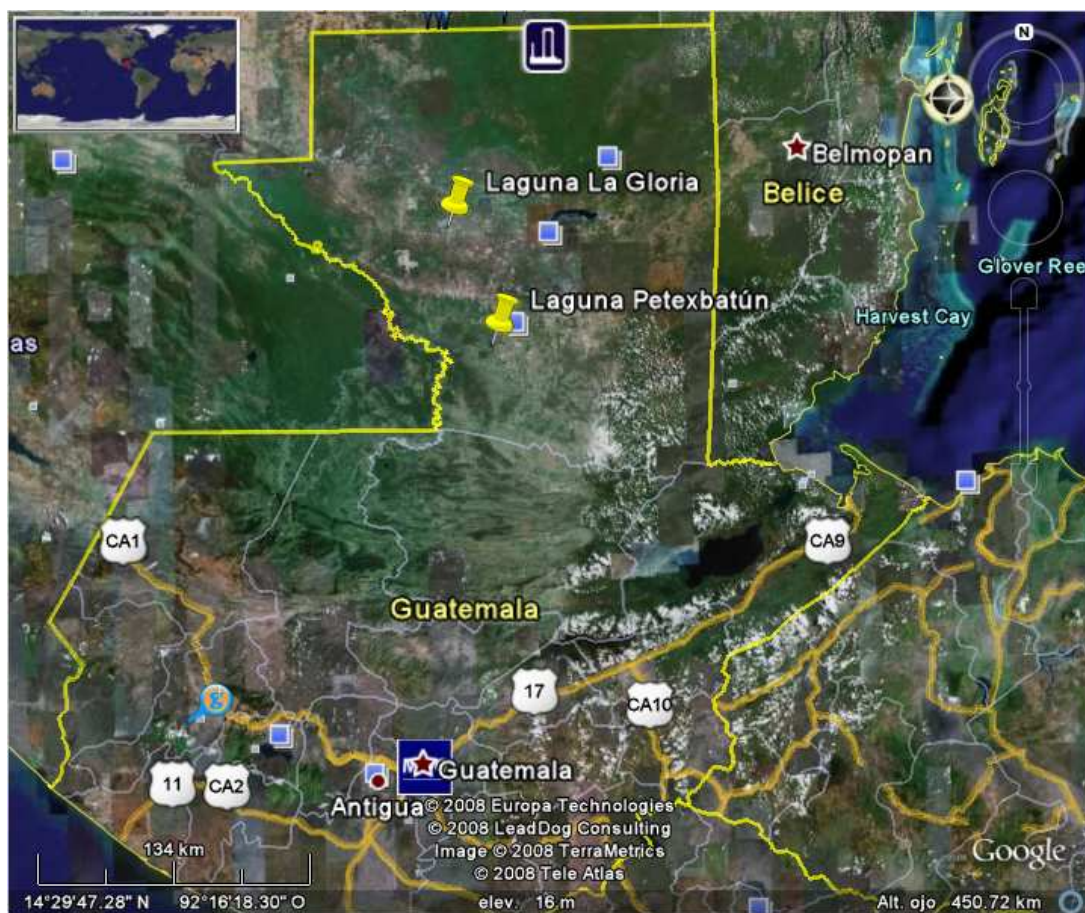 N
Belmopan
Laguna La Gloria
Belice
Glover Ree
Laguna Petexbatún
Harvest Cay
as
CA1
CA9
Guatemala
17
CA10
Guatemala
11
CA2
Antigua
© 2008 Europa Technologies
© 2008 LeadDog Consulting
Image © 2008 TerraMetrics
© 2008 Tele Atlas
134 km
Google
14°29'47.28" N 92°16'18.30" O elev. 16 m Alt. ojo 450.72 km